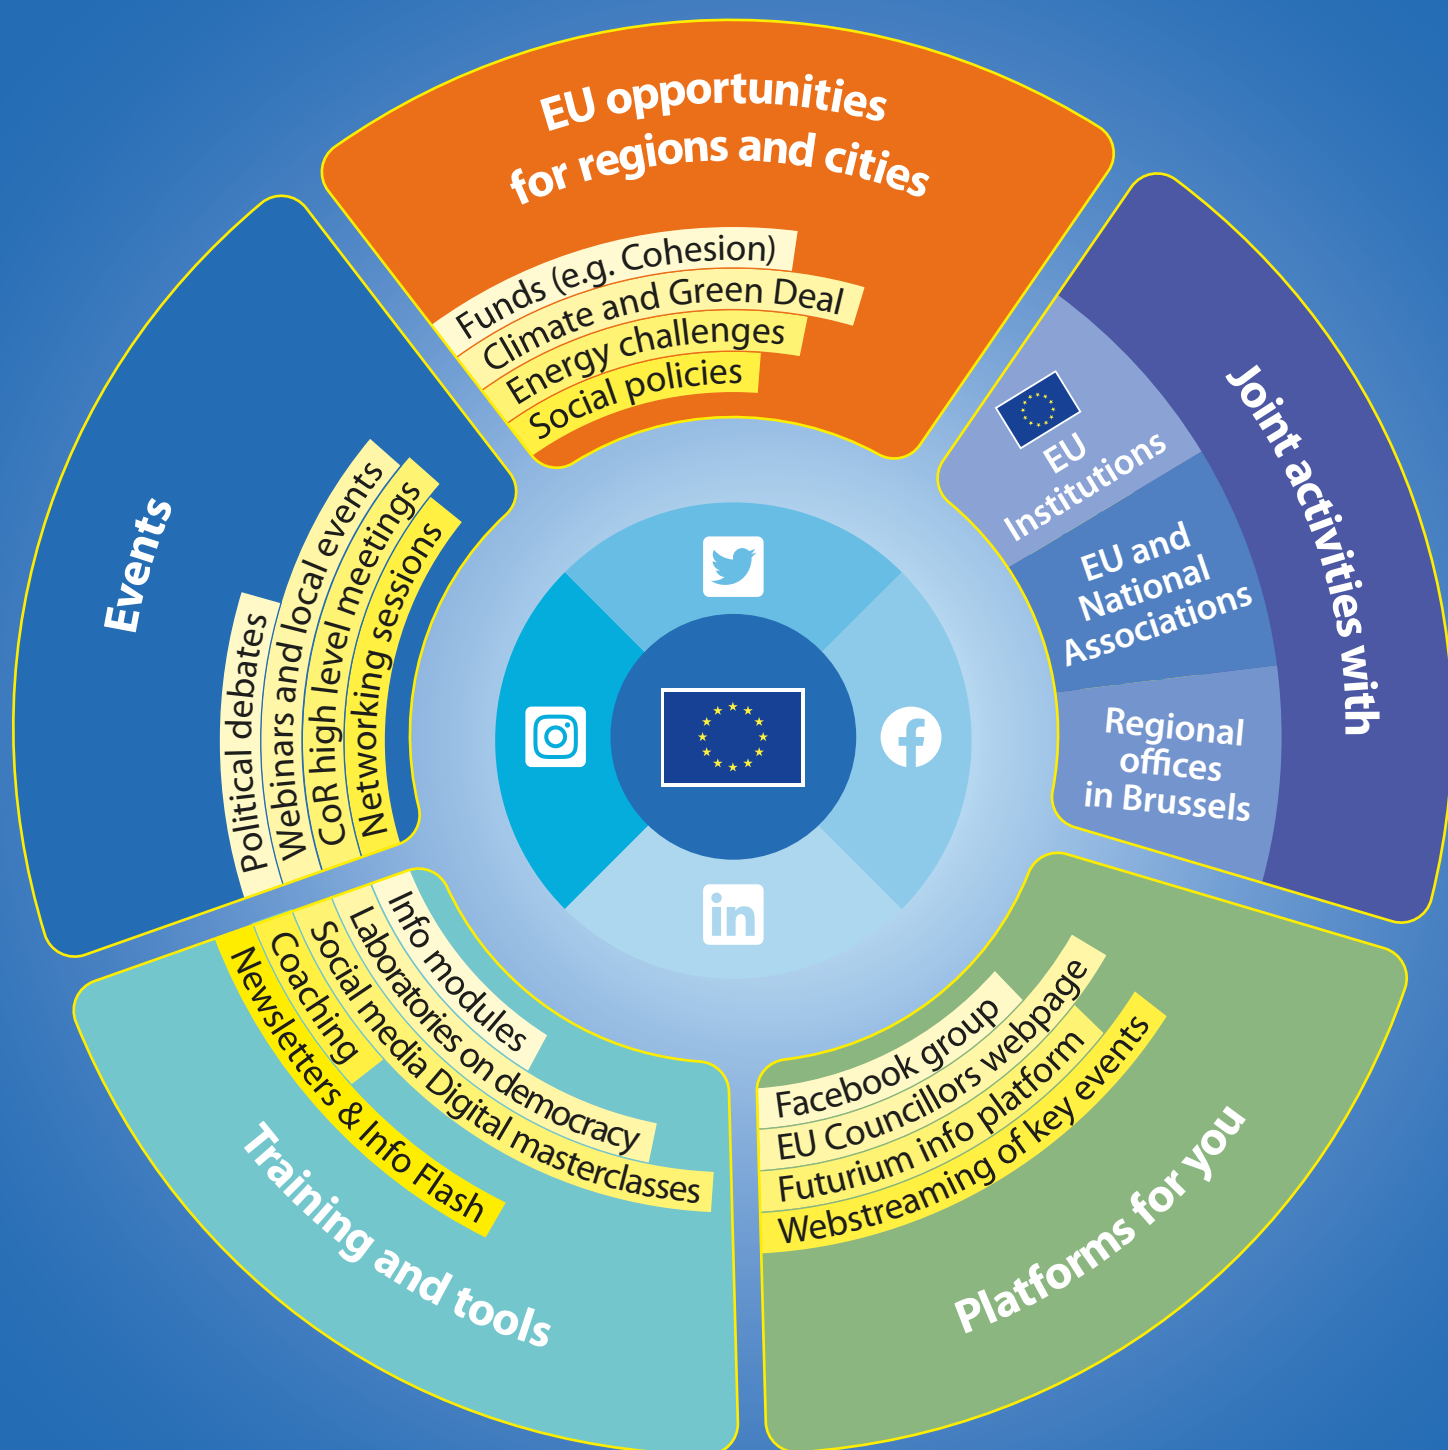 EU opportunities
for regions and cities
Funds (e.g. Cohesion)
Climate and Green Deal
Energy challenges
Social policies
Joint activities with
EU
Institutions
EU and
National
Associations
Regional
offices
in Brussels
Platforms for you
Facebook group
EU Councillors webpage
Futurium info platform
Webstreaming of key events
Training and tools
Info modules
Laboratories on democracy
Social media Digital masterclasses
Coaching
Newsletters & Info Flash
Events
Political debates
Webinars and local events
CoR high level meetings
Networking sessions
in